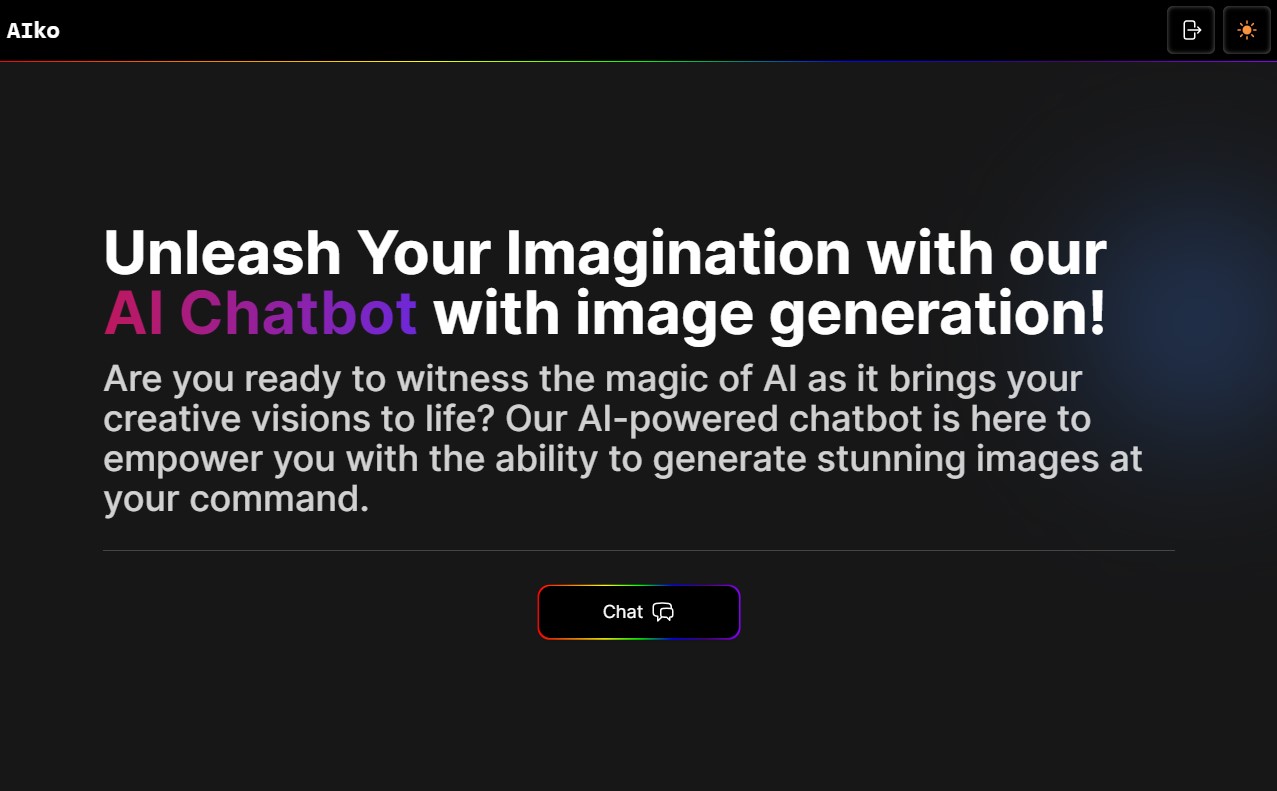 AIko
Unleash Your Imagination with our
AI Chatbot with image generation!
Are you ready to witness the magic of AI as it brings your
creative visions to life? Our AI-powered chatbot is here to
empower you with the ability to generate stunning images at
your command.
Chat